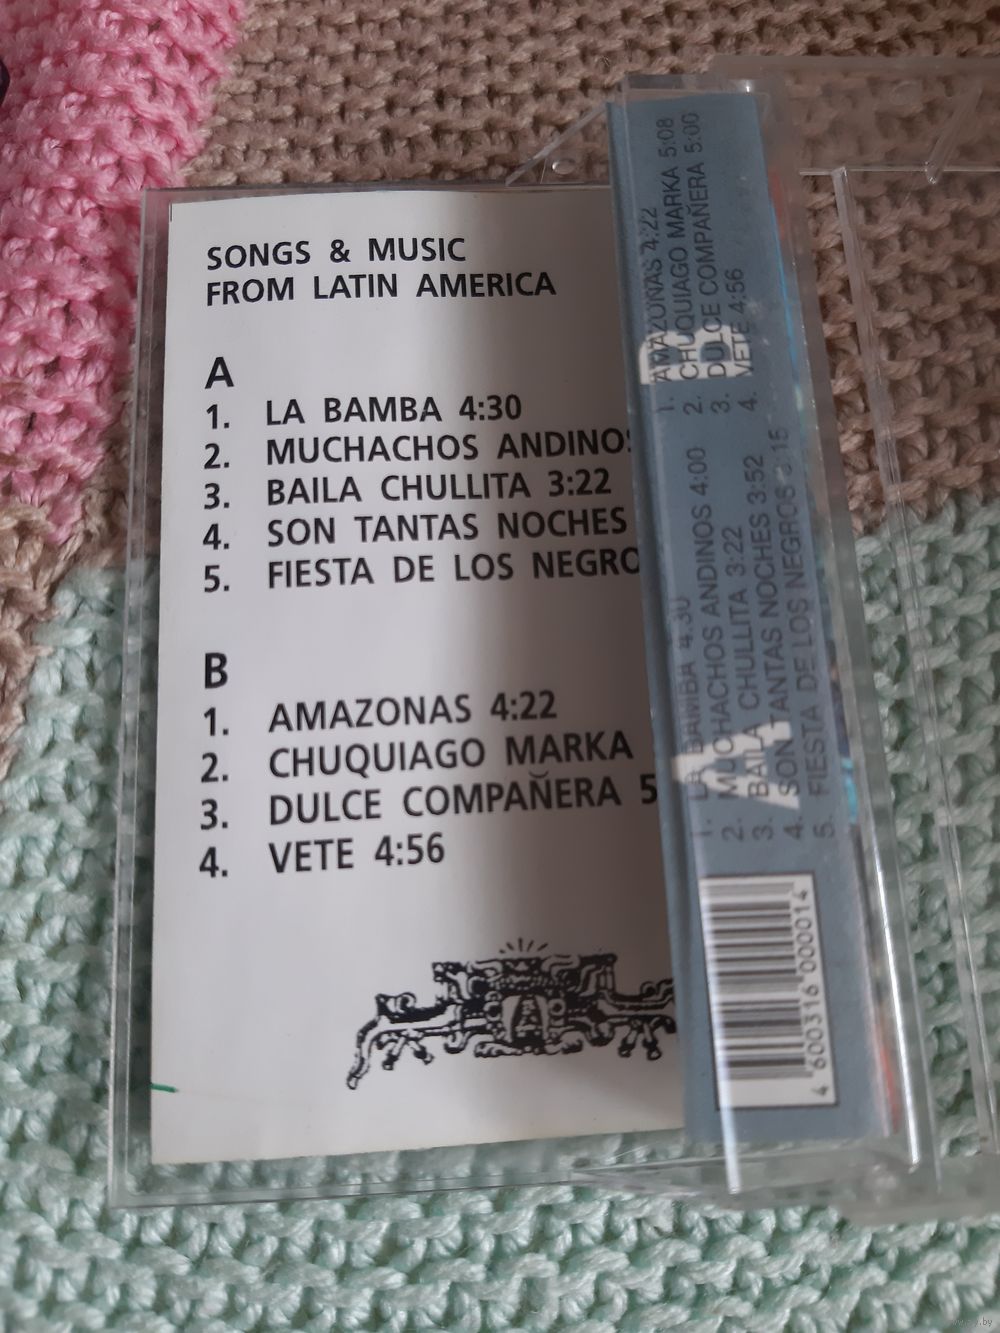 SONGS & MUSIC
FROM LATIN AMERICA
A
1. LA BAMBA 4:30
2. MUCHACHOS ANDINOS
3. BAILA CHULLITA 3:22
4. SON TANTAS NOCHES
5. FIESTA DE LOS NEGRO
B
1. AMAZONAS 4:22
2. CHUQUIAGO MARKA
3. DULCE COMPAÑERA 5
4. VETE 4:56
A
1. LA BAMBA 4:30
2. MUCHACHOS ANDINOS 4:00
3. BAILA CHULLITA 3:22
4. SON TANTAS NOCHES 3:52
5. FIESTA DE LOS NEGROS 3:15
B
1. AMAZONAS 4:22
2. CHUQUIAGO MARKA 5:08
3. DULCE COMPAÑERA 5:00
4. VETE 4:56
4 600316 000014